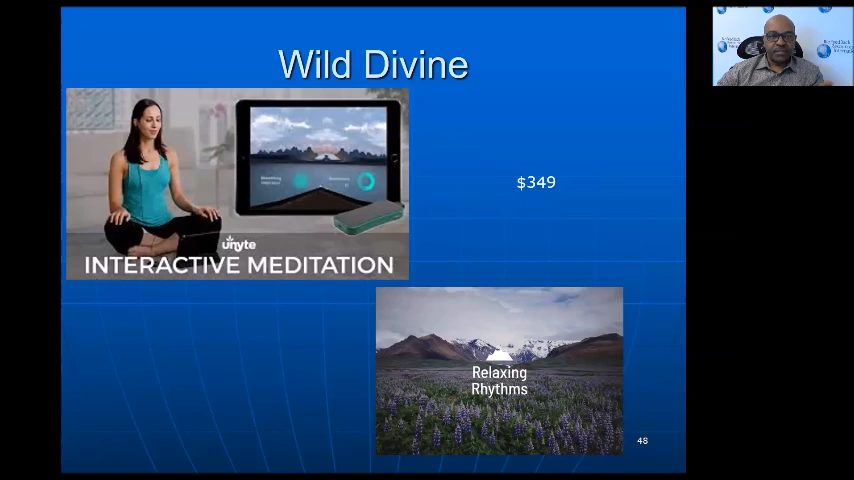 Wild Divine
unyte
INTERACTIVE MEDITATION
$349
Relaxing
Rhythms
48